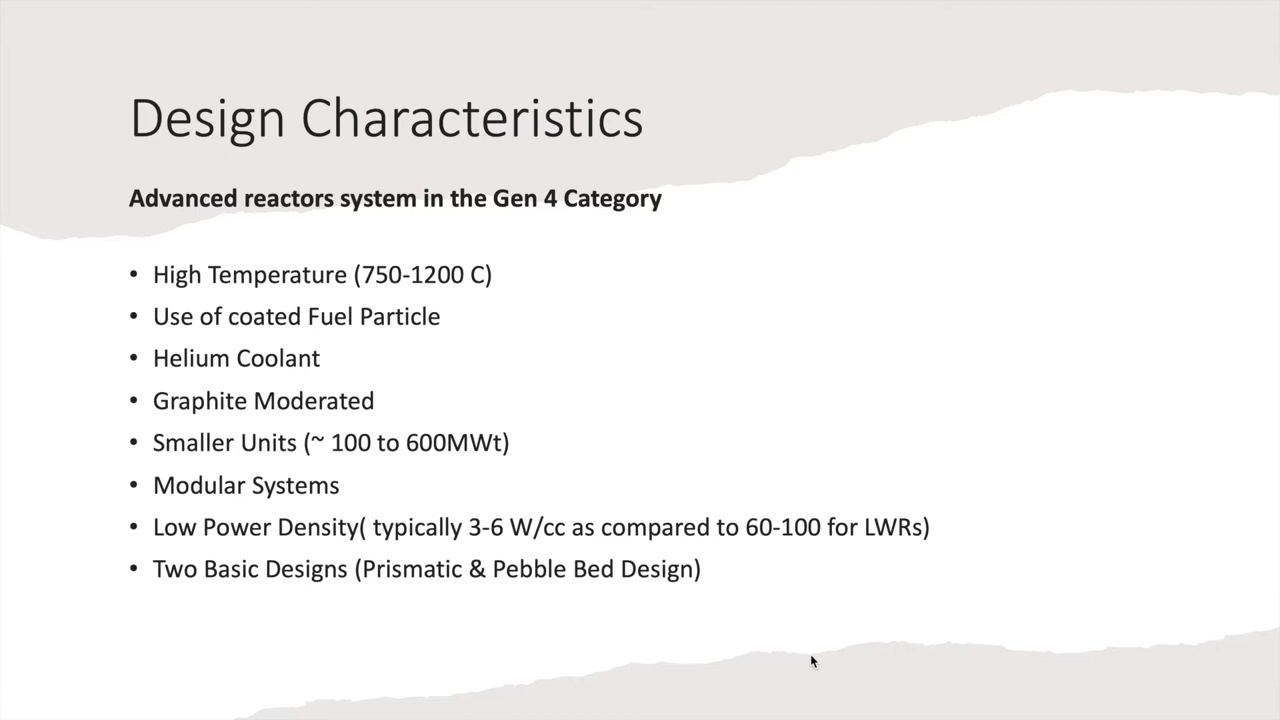 Design Characteristics
Advanced reactors system in the Gen 4 Category
• High Temperature (750-1200 C)
• Use of coated Fuel Particle
• Helium Coolant
• Graphite Moderated
• Smaller Units (~ 100 to 600MWt)
• Modular Systems
• Low Power Density( typically 3-6 W/cc as compared to 60-100 for LWRs)
• Two Basic Designs (Prismatic & Pebble Bed Design)